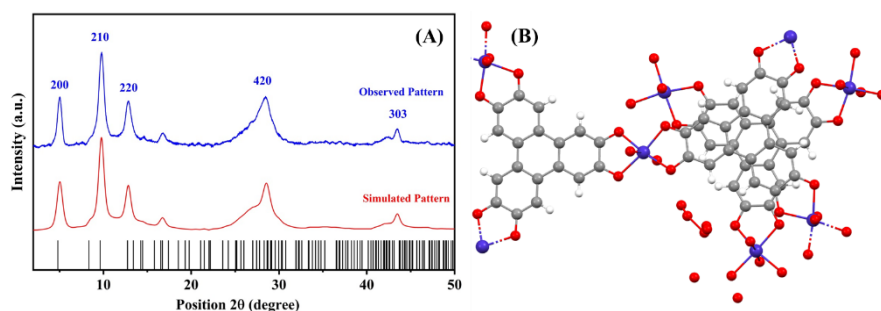 (A)
(B)
210
200
220
420
303
Observed Pattern
Simulated Pattern
Intensity (a.u.)
10
20
30
40
50
Position 2θ (degree)